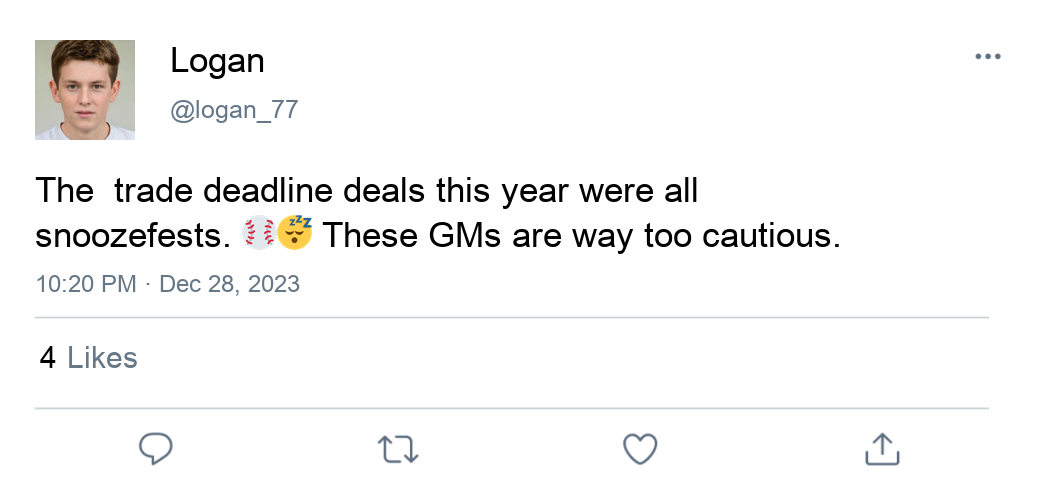 Logan
@logan_77
The  trade deadline deals this year were all
snoozefests. ⚾😴 These GMs are way too cautious.
10:20 PM · Dec 28, 2023
4 Likes